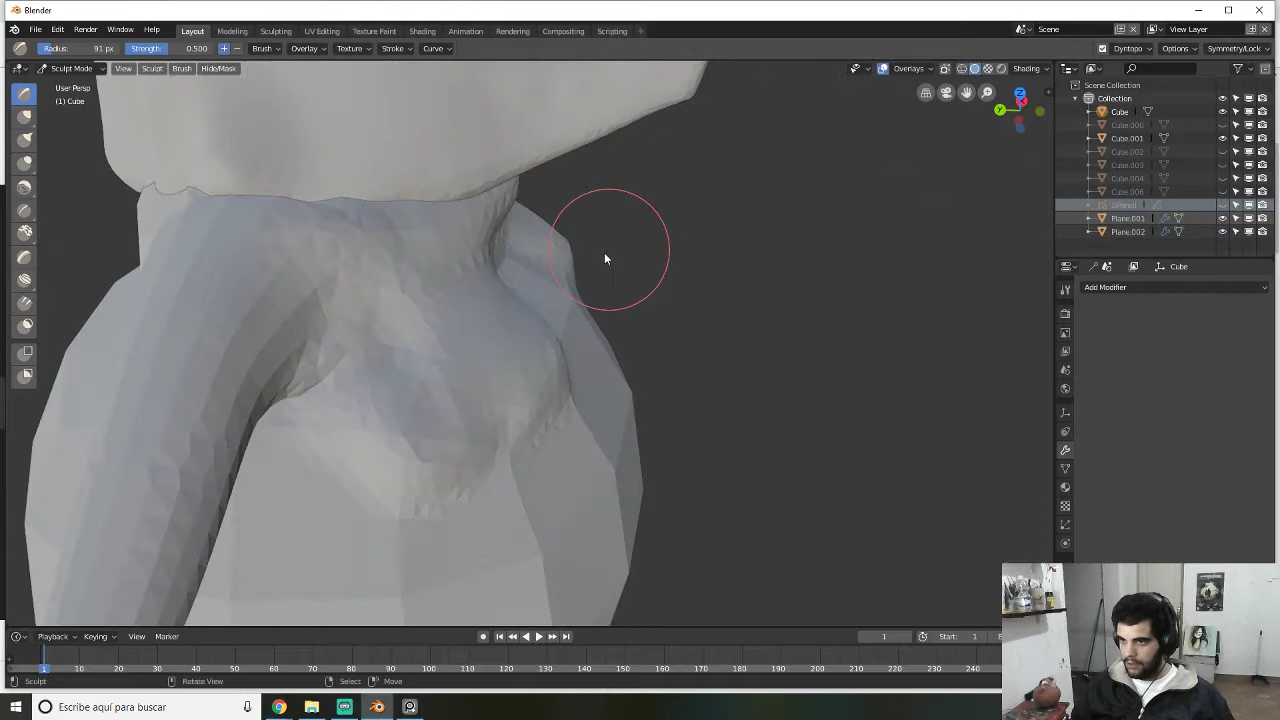 Blender
File Edit Render Window Help Layout Modeling Sculpting UV Editing Texture Paint Shading Animation Rendering Compositing Scripting + Scene View Layer
Radius: 91 px Strength: 0.500 + − Brush Overlay Texture Stroke Curve Dyntopo Options Symmetry/Lock
Sculpt Mode View Sculpt Brush Hide/Mask Overlays Shading
User Persp
(1) Cube
Z
Y
Scene Collection
Collection
Cube
Cube.000
Cube.001
Cube.002
Cube.003
Cube.004
Cube.006
GPencil
Plane.001
Plane.002
Cube
Add Modifier
Playback Keying View Marker 1 Start: 1
1 10 20 30 40 50 60 70 80 90 100 110 120 130 140 150 160 170 180 190 200 210 220 230 240
Sculpt Rotate View Select Move
Escribe aquí para buscar